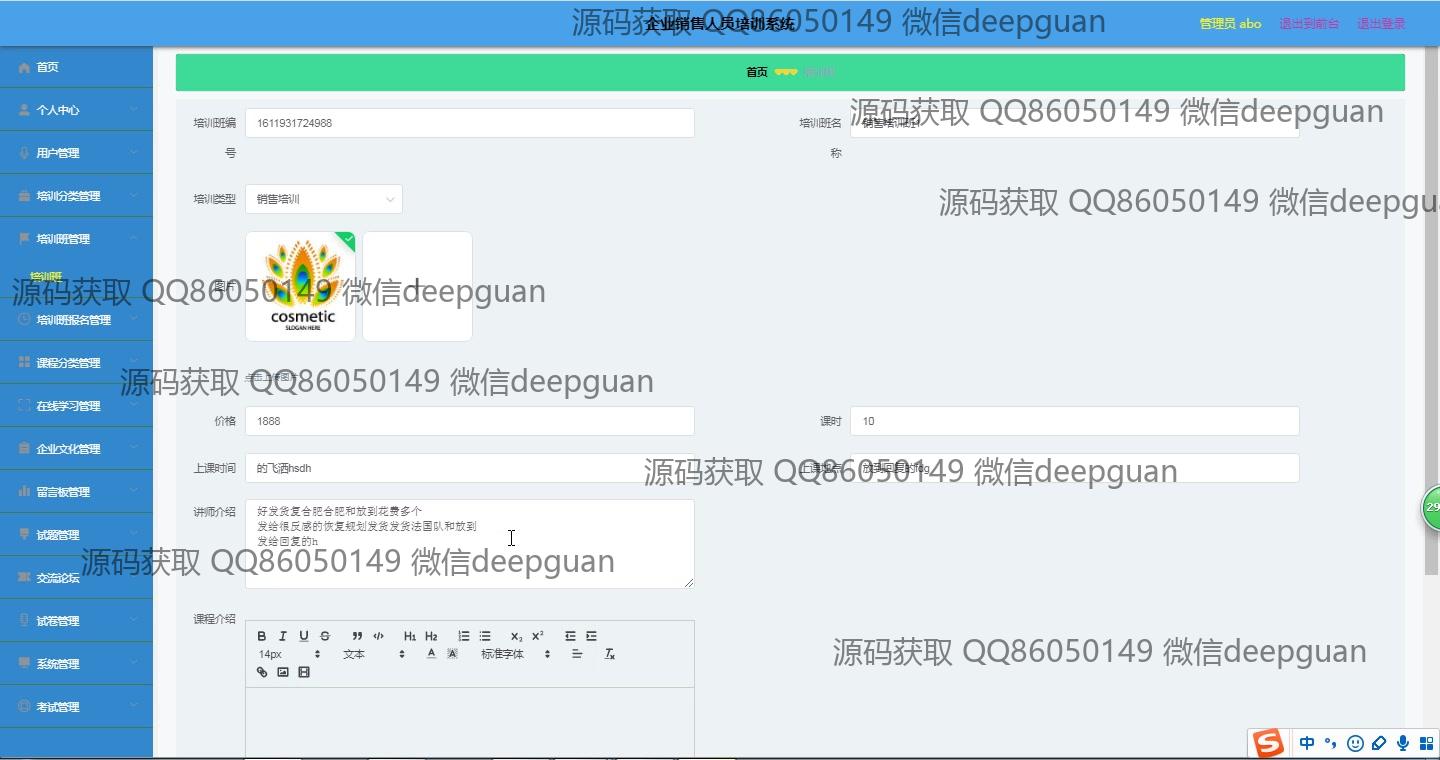 企业销售人员培训系统
源码获取 QQ86050149 微信deepguan
管理员 abo
退出到前台
退出登录
首页
个人中心
用户管理
培训分类管理
培训班管理
培训班
培训班报名管理
课程分类管理
在线学习管理
企业文化管理
留言板管理
试题管理
交流论坛
试卷管理
系统管理
考试管理
首页 培训班
培训班编号
1611931724988
培训班名称
销售培训班1
源码获取 QQ86050149 微信deepguan
培训类型
销售培训
源码获取 QQ86050149 微信deepgu
图片
cosmetic
SLOGAN HERE
源码获取 QQ86050149 微信deepguan
点击上传图片
源码获取 QQ86050149 微信deepguan
价格
1888
课时
10
上课时间
的飞洒hsdh
上课地点
放到回复的fdg
源码获取 QQ86050149 微信deepguan
讲师介绍
好发货复合肥合肥和放到花费多个
发给很反感的恢复规划发货发货法国队和放到
发给回复的h
源码获取 QQ86050149 微信deepguan
课程介绍
B I U S H1 H2 X2 X2
14px 文本 A A 标准字体 Tx
源码获取 QQ86050149 微信deepguan
29
S 中